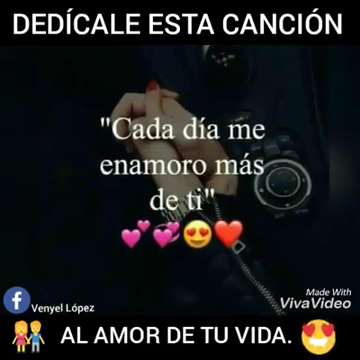 DEDÍCALE ESTA CANCIÓN
"Cada día me
enamoro más
de ti"
Made With
VivaVideo
Venyel López
AL AMOR DE TU VIDA.